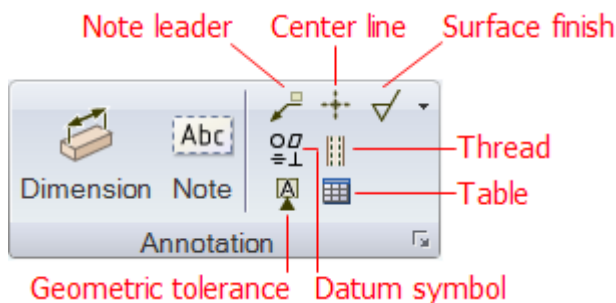 Note leader Center line Surface finish
Abc
Thread
Dimension Note
Table
A
Annotation
Geometric tolerance Datum symbol